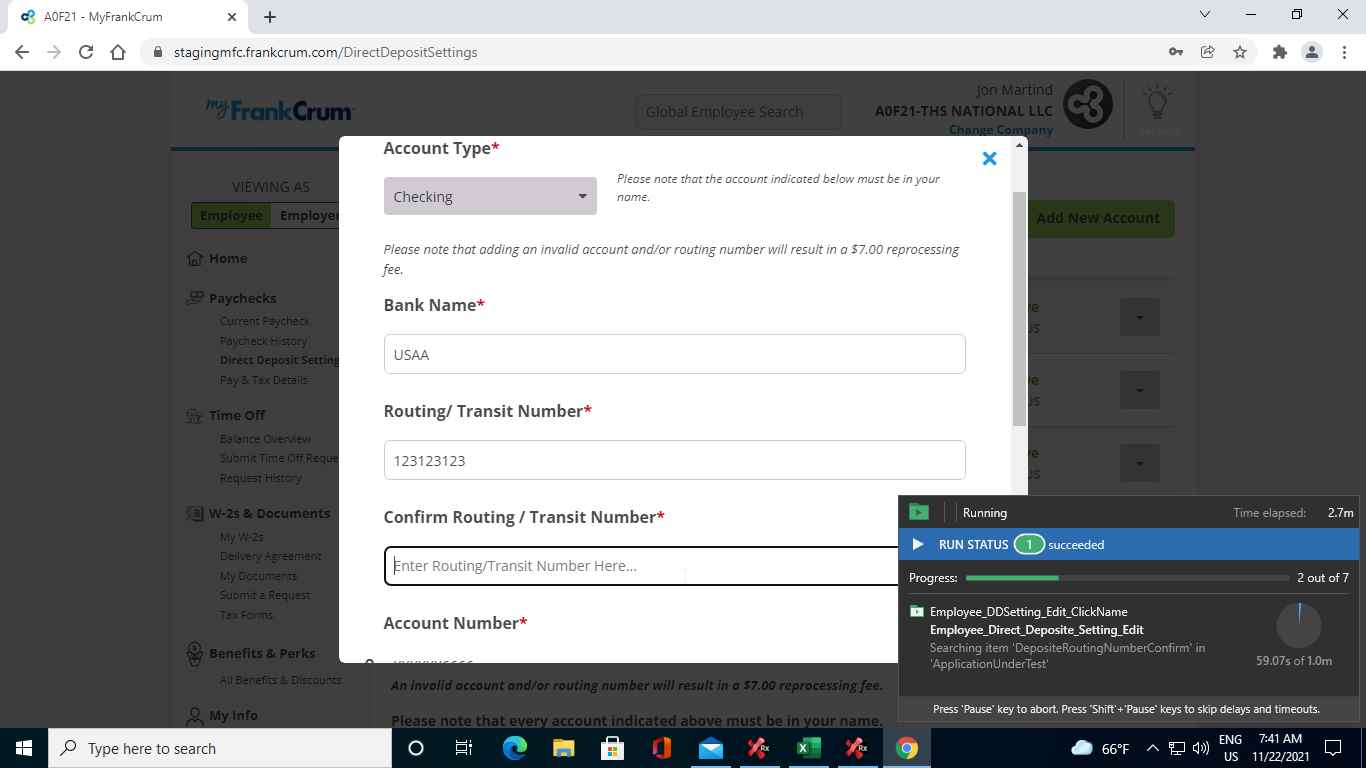 A0F21 - MyFrankCrum
stagingmfc.frankcrum.com/DirectDepositSettings
myFrankCrum
Global Employee Search
Jon Martind
A0F21-THS NATIONAL LLC
Change Company
VIEWING AS
Employee Employer
Add New Account
Home
Paychecks
Current Paycheck
Paycheck History
Direct Deposit Setting
Pay & Tax Details
Time Off
Balance Overview
Submit Time Off Reque
Request History
W-2s & Documents
My W-2s
Delivery Agreement
My Documents
Submit a Request
Tax Forms
Benefits & Perks
All Benefits & Discounts
My Info
Account Type*
Checking
Please note that the account indicated below must be in your
name.
Please note that adding an invalid account and/or routing number will result in a $7.00 reprocessing
fee.
Bank Name*
USAA
Routing/ Transit Number*
123123123
Confirm Routing / Transit Number*
Enter Routing/Transit Number Here...
Account Number*
An invalid account and/or routing number will result in a $7.00 reprocessing fee.
Please note that every account indicated above must be in your name.
Running
Time elapsed: 2.7m
RUN STATUS 1 succeeded
Progress: 2 out of 7
Employee_DDSetting_Edit_ClickName
Employee_Direct_Deposite_Setting_Edit
Searching item 'DepositeRoutingNumberConfirm' in
'ApplicationUnderTest'
59.07s of 1.0m
Press 'Pause' key to abort. Press 'Shift'+'Pause' keys to skip delays and timeouts.
Type here to search
66°F
ENG
US
7:41 AM
11/22/2021